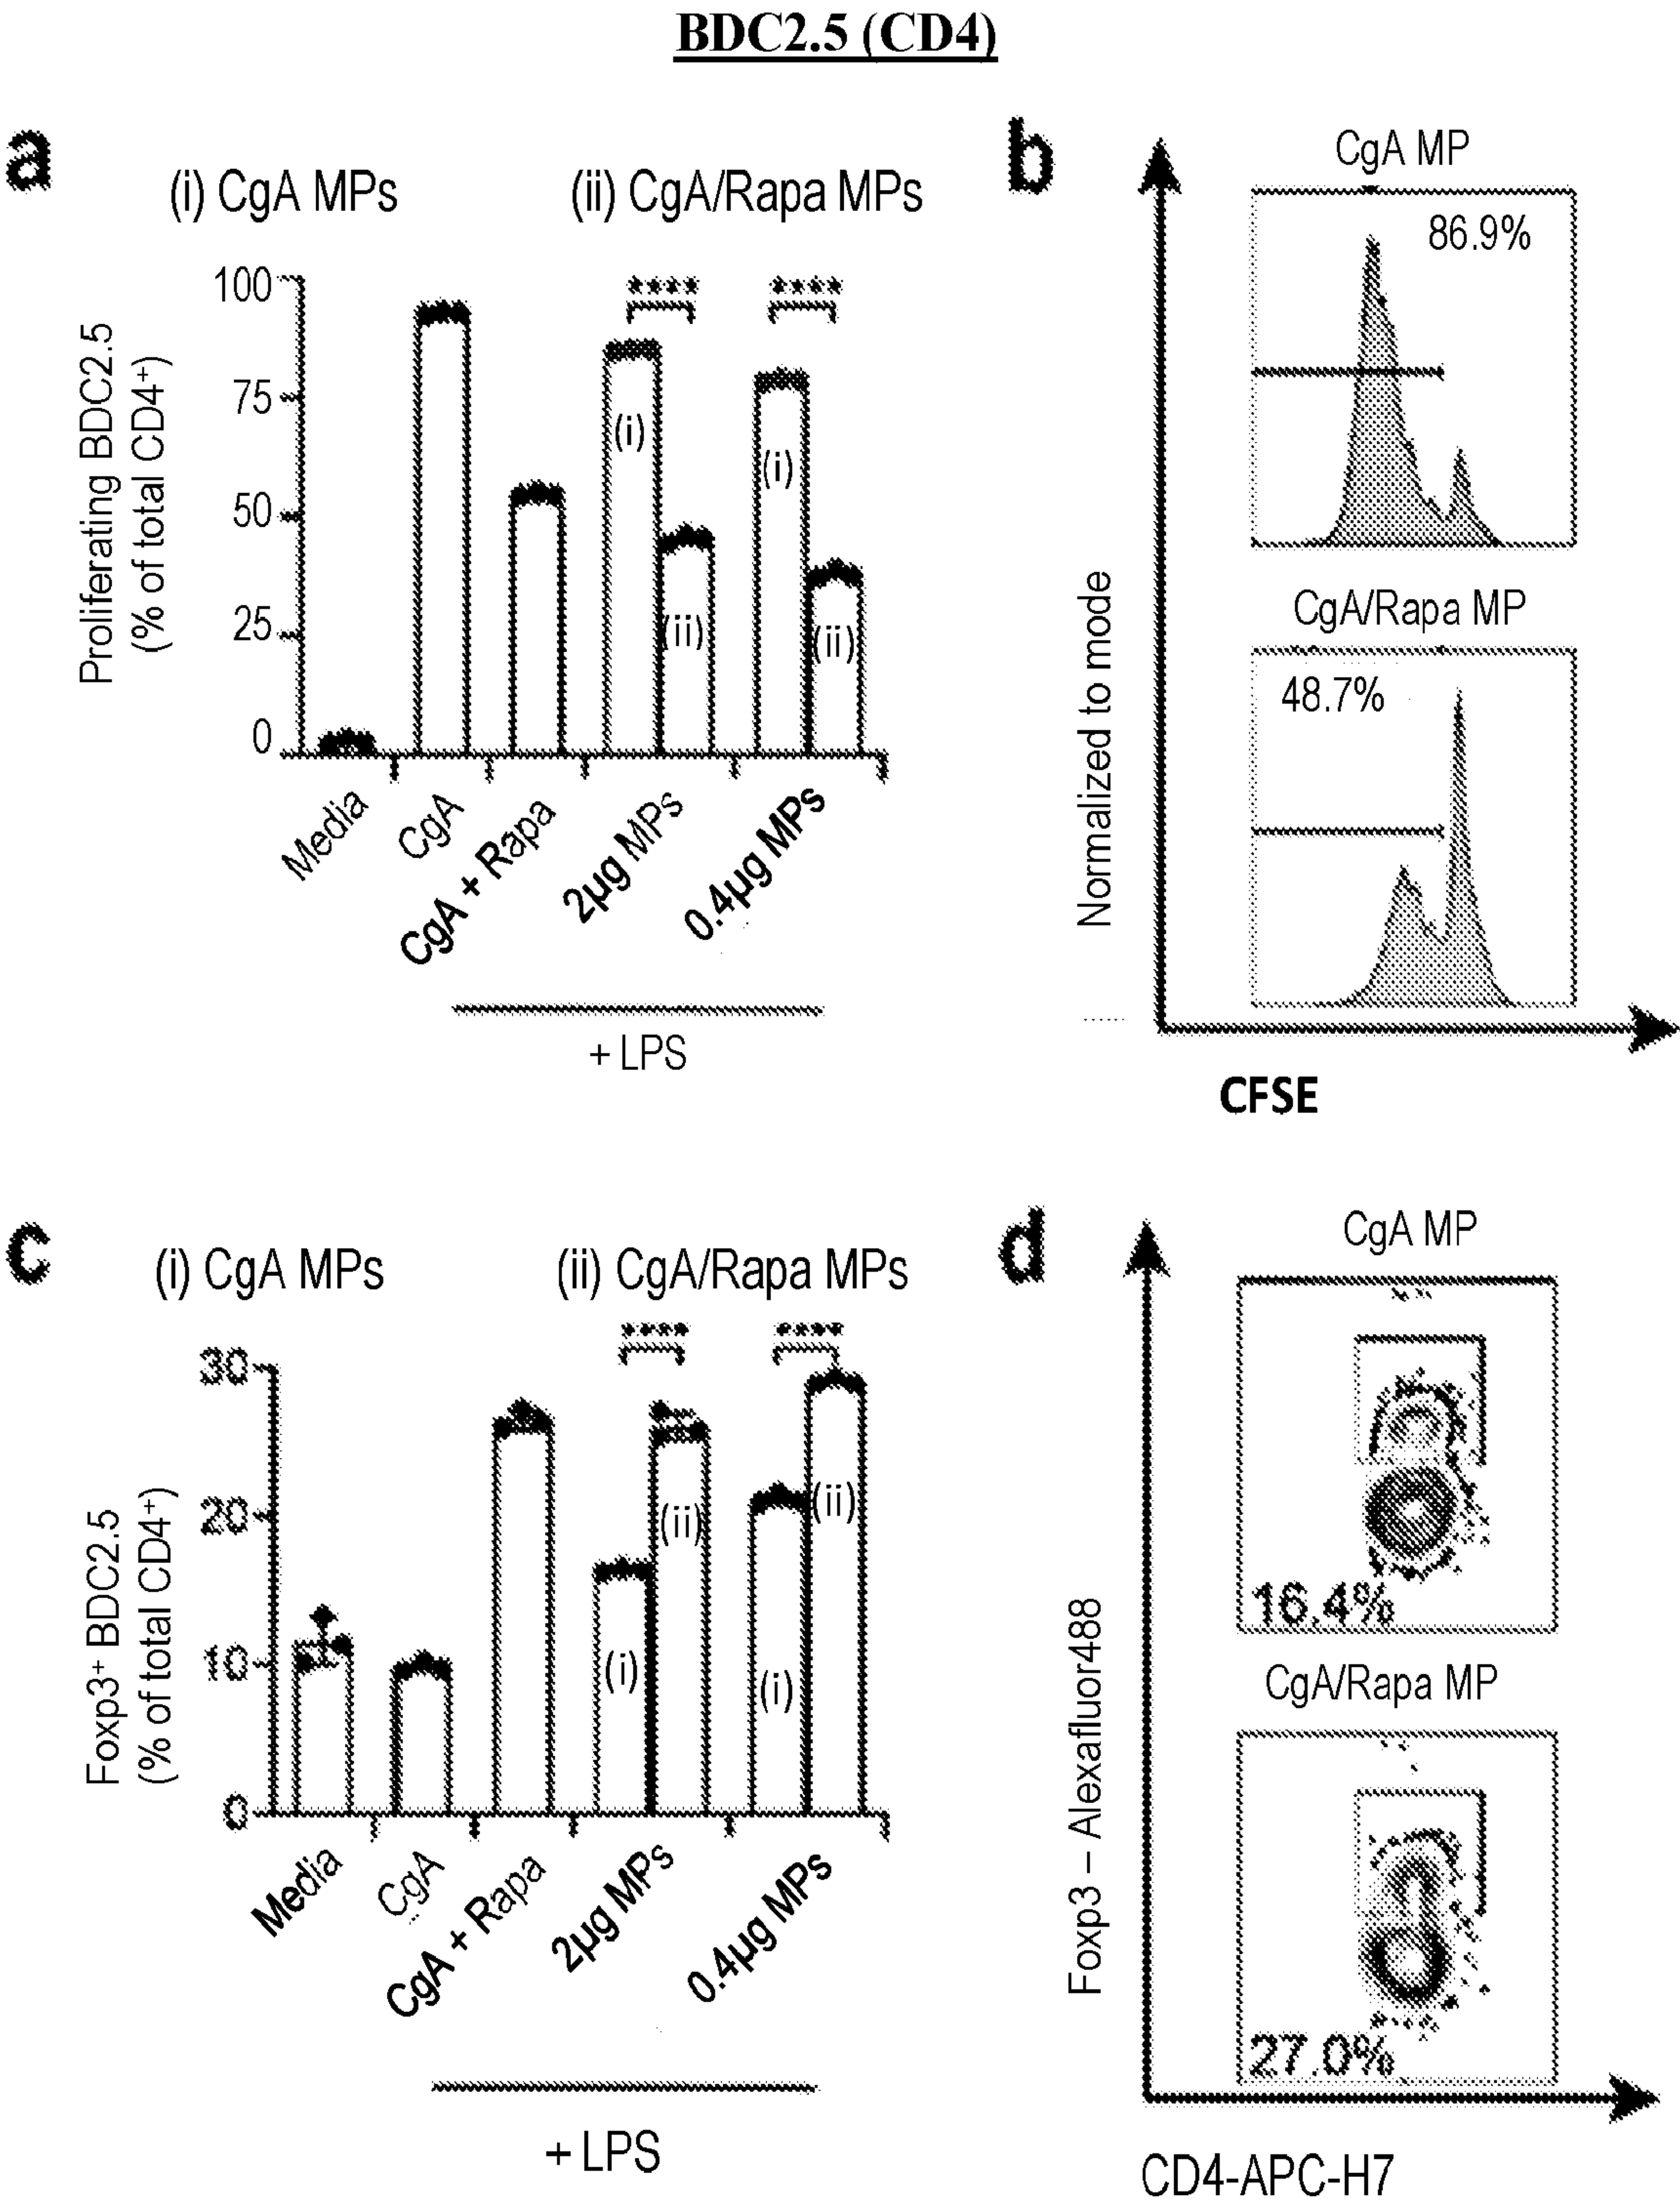 BDC2.5 (CD4)
a
(i) CgA MPs
(ii) CgA/Rapa MPs
Proliferating BDC2.5
(% of total CD4⁺)
100
75
50
25
0
****
****
(i)
(ii)
(i)
(ii)
Media
CgA
CgA + Rapa
2µg MPs
0.4µg MPs
+ LPS
b
CgA MP
86.9%
CgA/Rapa MP
48.7%
Normalized to mode
CFSE
c
(i) CgA MPs
(ii) CgA/Rapa MPs
Foxp3⁺ BDC2.5
(% of total CD4⁺)
30
20
10
0
****
****
(i)
(ii)
(i)
(ii)
Media
CgA
CgA + Rapa
2µg MPs
0.4µg MPs
+ LPS
d
CgA MP
16.4%
CgA/Rapa MP
27.0%
Foxp3 – Alexafluor488
CD4-APC-H7